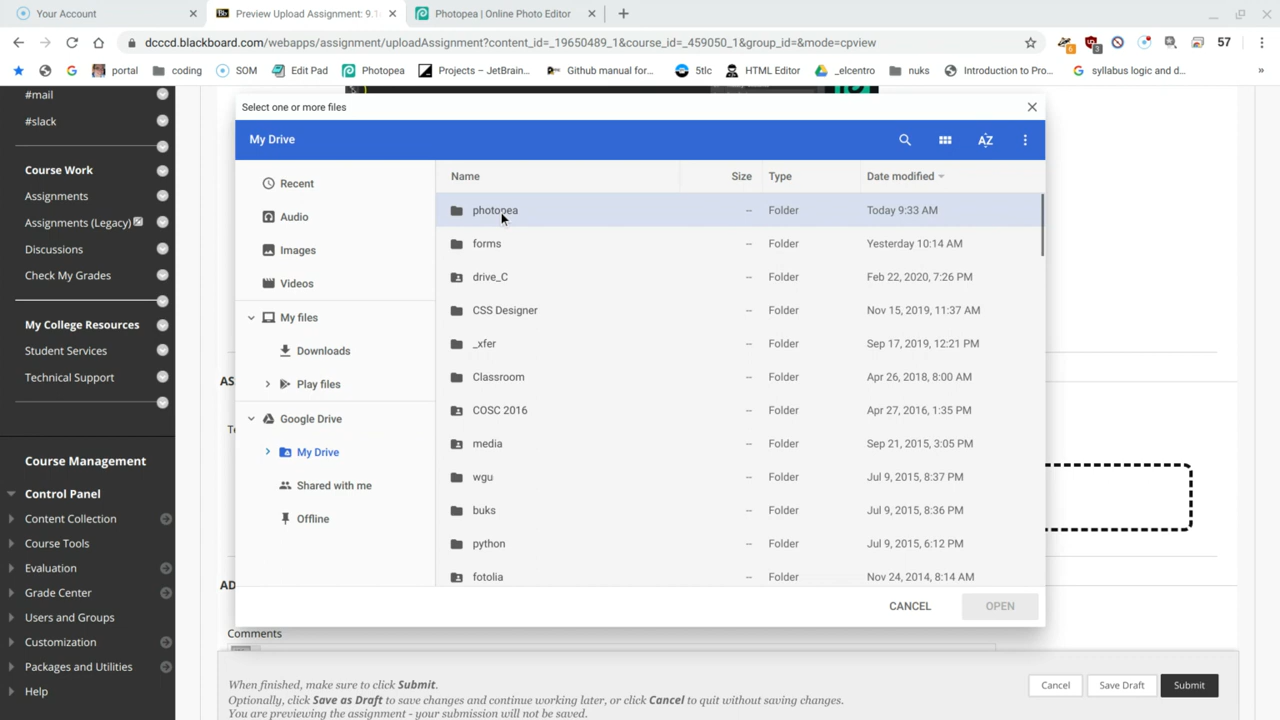 Your Account
Preview Upload Assignment: 9.1
Photopea | Online Photo Editor
dcccd.blackboard.com/webapps/assignment/uploadAssignment?content_id=_19650489_1&course_id=_459050_1&group_id=&mode=cpview
6
3
57
portal
coding
SOM
Edit Pad
Photopea
Projects – JetBrain...
Github manual for...
5tlc
HTML Editor
_elcentro
nuks
Introduction to Pro...
syllabus logic and d...
»
#mail
#slack
Course Work
Assignments
Assignments (Legacy)
Discussions
Check My Grades
My College Resources
Student Services
Technical Support
Course Management
Control Panel
Content Collection
Course Tools
Evaluation
Grade Center
Users and Groups
Customization
Packages and Utilities
Help
Select one or more files
My Drive
AZ
Recent
Audio
Images
Videos
My files
Downloads
Play files
Google Drive
My Drive
Shared with me
Offline
Name Size Type Date modified
photopea -- Folder Today 9:33 AM
forms -- Folder Yesterday 10:14 AM
drive_C -- Folder Feb 22, 2020, 7:26 PM
CSS Designer -- Folder Nov 15, 2019, 11:37 AM
_xfer -- Folder Sep 17, 2019, 12:21 PM
Classroom -- Folder Apr 26, 2018, 8:00 AM
COSC 2016 -- Folder Apr 27, 2016, 1:35 PM
media -- Folder Sep 21, 2015, 3:05 PM
wgu -- Folder Jul 9, 2015, 8:37 PM
buks -- Folder Jul 9, 2015, 8:36 PM
python -- Folder Jul 9, 2015, 6:12 PM
fotolia -- Folder Nov 24, 2014, 8:14 AM
CANCEL
OPEN
AS
Te
AD
Comments
When finished, make sure to click Submit.
Optionally, click Save as Draft to save changes and continue working later, or click Cancel to quit without saving changes.
You are previewing the assignment - your submission will not be saved.
Cancel
Save Draft
Submit